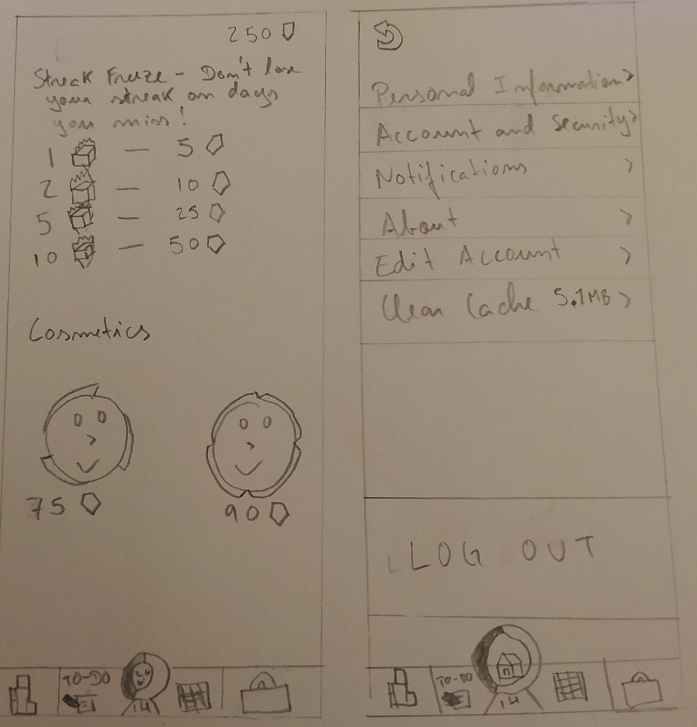 250
Streak Freeze - Don't lose
your streak on days
you miss!
1 — 5
2 — 10
5 — 25
10 — 50
Cosmetics
75
90
TO-DO
14
Personal Information >
Account and Security >
Notifications >
About >
Edit Account >
Clear Cache 5.1MB >
LOG OUT
TO-DO
14